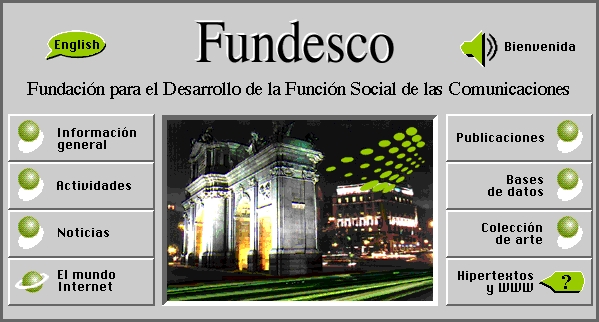 English
Fundesco
Bienvenida
Fundación para el Desarrollo de la Función Social de las Comunicaciones
Información
general
Actividades
Noticias
El mundo
Internet
Publicaciones
Bases
de datos
Colección
de arte
Hipertextos
y WWW
?